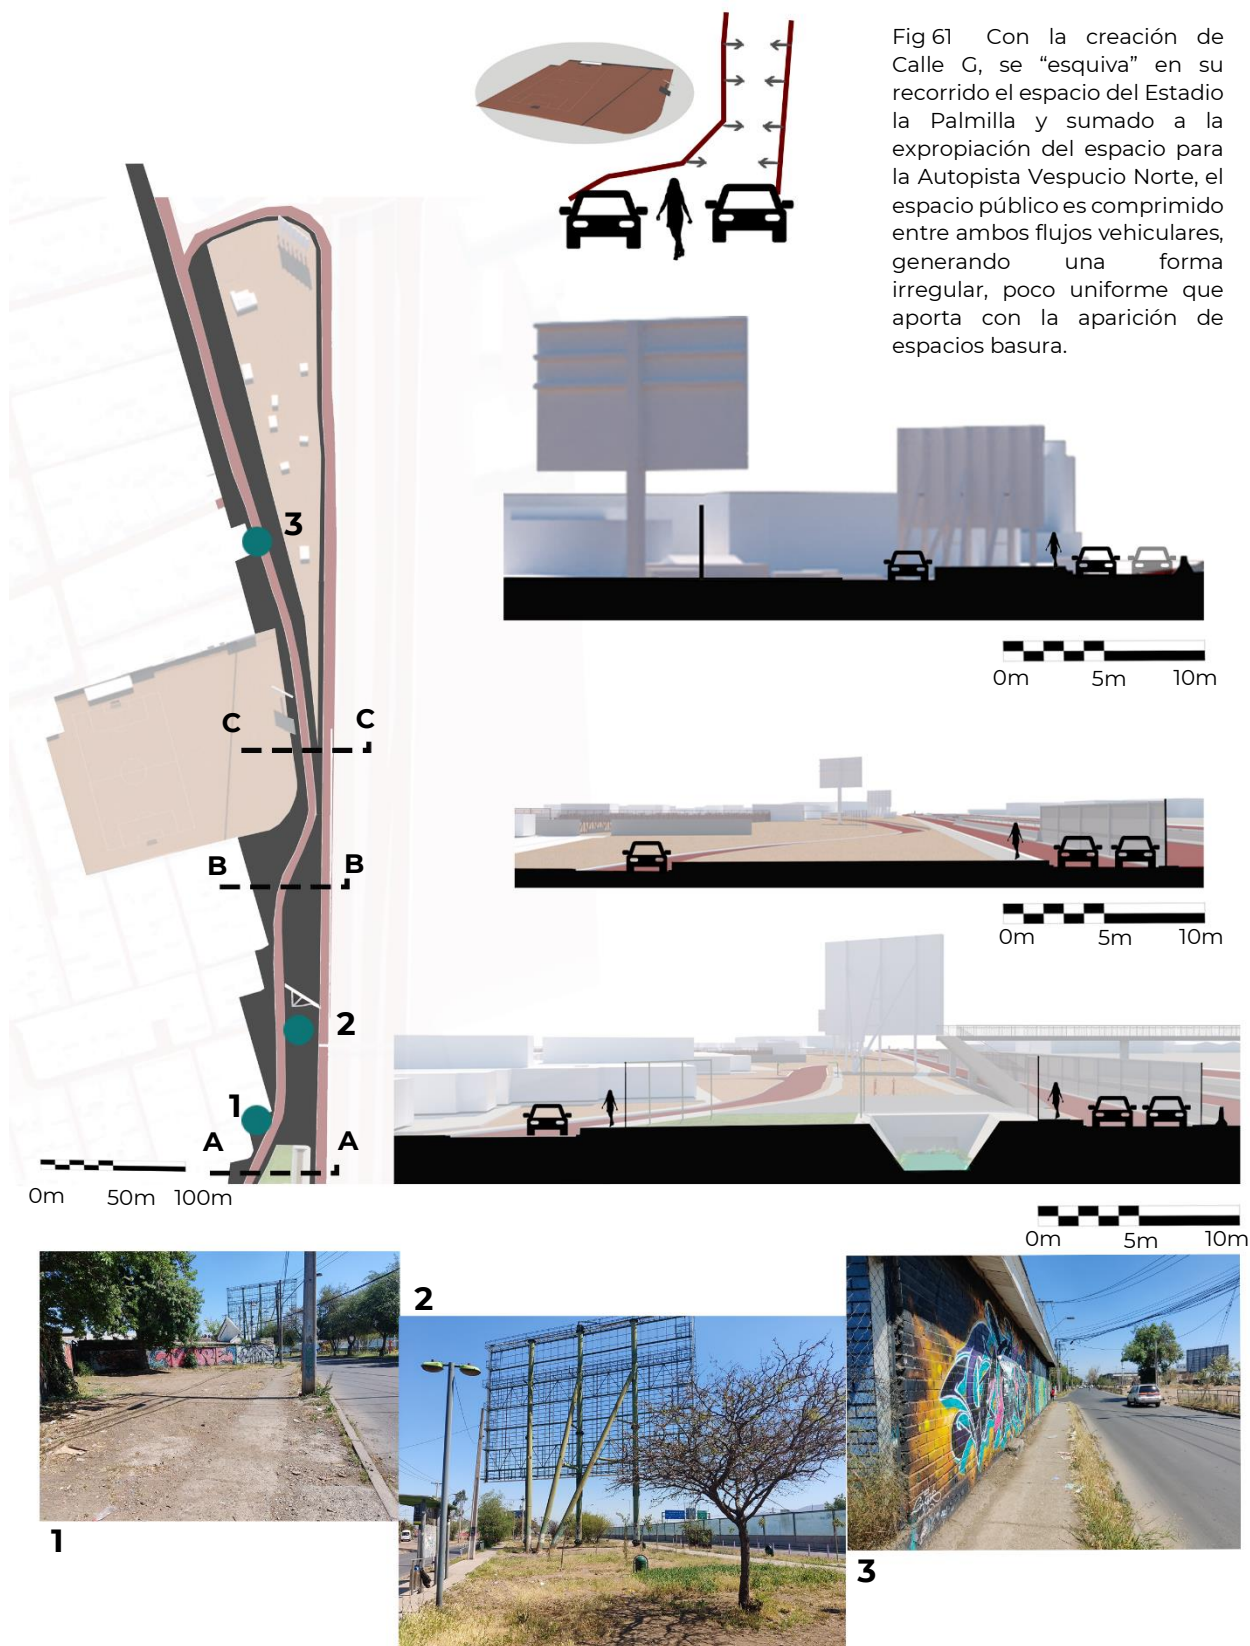 Fig 61 Con la creación de
Calle G, se “esquiva” en su
recorrido el espacio del Estadio
la Palmilla y sumado a la
expropiación del espacio para
la Autopista Vespucio Norte, el
espacio público es comprimido
entre ambos flujos vehiculares,
generando una forma
irregular, poco uniforme que
aporta con la aparición de
espacios basura.
3
0m 5m 10m
C C
B B
0m 5m 10m
2
1
A A
0m 50m 100m
0m 5m 10m
2
1
3